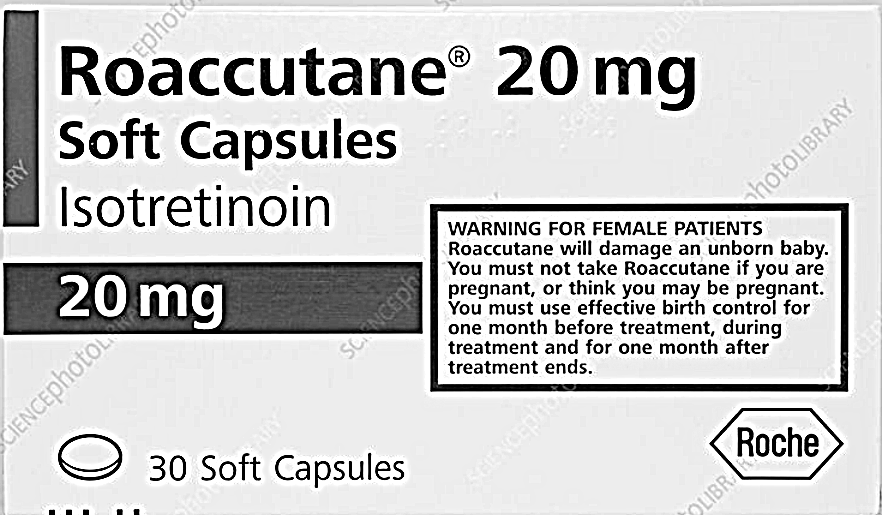 Roaccutane® 20 mg
Soft Capsules
Isotretinoin
20 mg
WARNING FOR FEMALE PATIENTS
Roaccutane will damage an unborn baby.
You must not take Roaccutane if you are
pregnant, or think you may be pregnant.
You must use effective birth control for
one month before treatment, during
treatment and for one month after
treatment ends.
30 Soft Capsules
Roche
SCIENCEphotoLIBRARY